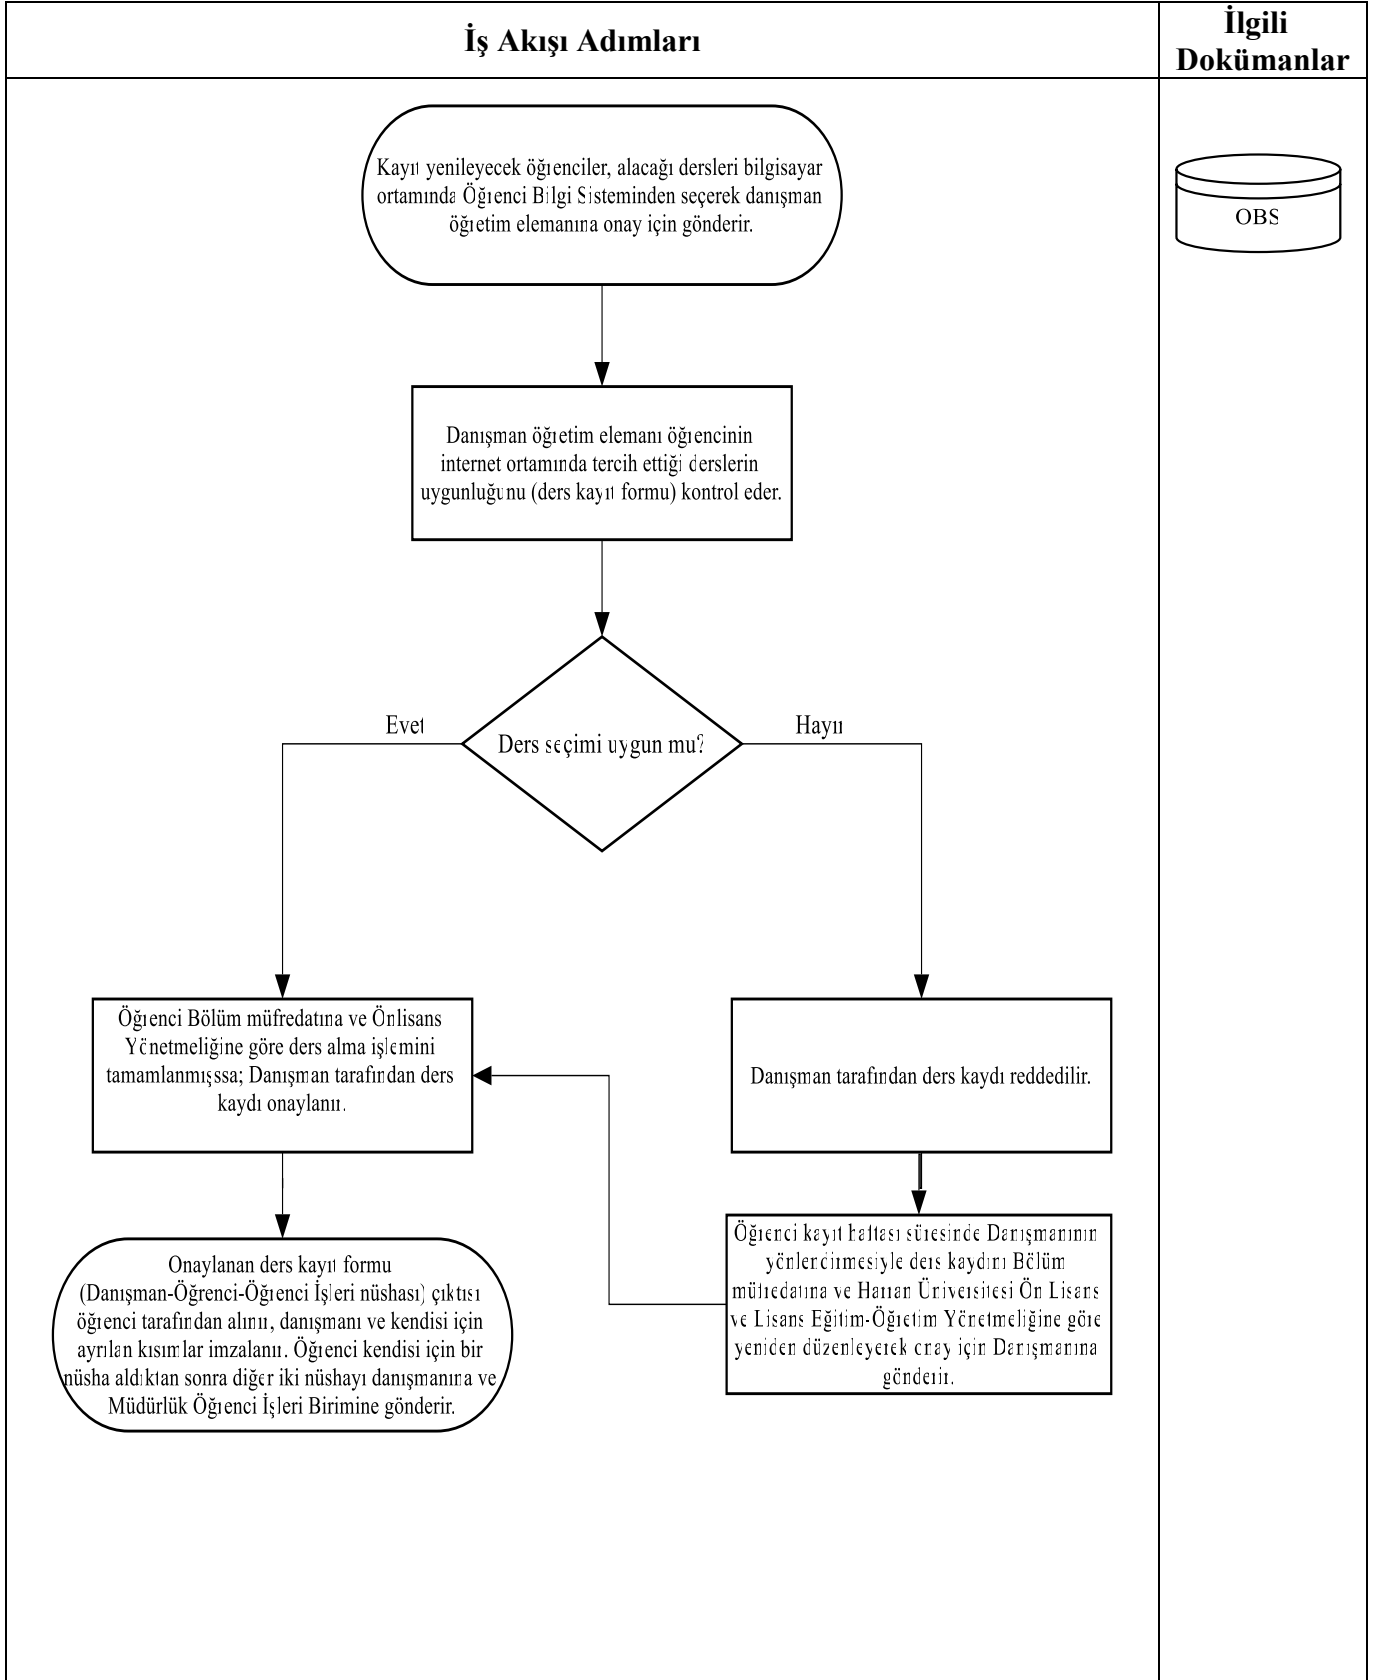 İş Akışı Adımları
İlgili
Dokümanlar
Kayıt yenileyecek öğrenciler, alacağı dersleri bilgisayar
ortamında Öğrenci Bilgi Sisteminden seçerek danışman
öğretim elemanına onay için gönderir.
OBS
Danışman öğretim elemanı öğrencinin
internet ortamında tercih ettiği derslerin
uygunluğunu (ders kayıt formu) kontrol eder.
Evet
Hayır
Ders seçimi uygun mu?
Öğrenci Bölüm müfredatına ve Önlisans
Yönetmeliğine göre ders alma işlemini
tamamlanmışssa; Danışman tarafından ders
kaydı onaylanır.
Danışman tarafından ders kaydı reddedilir.
Öğrenci kayıt haftası süresinde Danışmanının
yönlendirmesiyle ders kaydını Bölüm
müfredatına ve Harran Üniversitesi Ön Lisans
ve Lisans Eğitim-Öğretim Yönetmeliğine göre
yeniden düzenleyerek onay için Danışmanına
gönderir.
Onaylanan ders kayıt formu
(Danışman-Öğrenci-Öğrenci İşleri nüshası) çıktısı
öğrenci tarafından alınır, danışmanı ve kendisi için
ayrılan kısımlar imzalanır. Öğrenci kendisi için bir
nüsha aldıktan sonra diğer iki nüshayı danışmanına ve
Müdürlük Öğrenci İşleri Birimine gönderir.